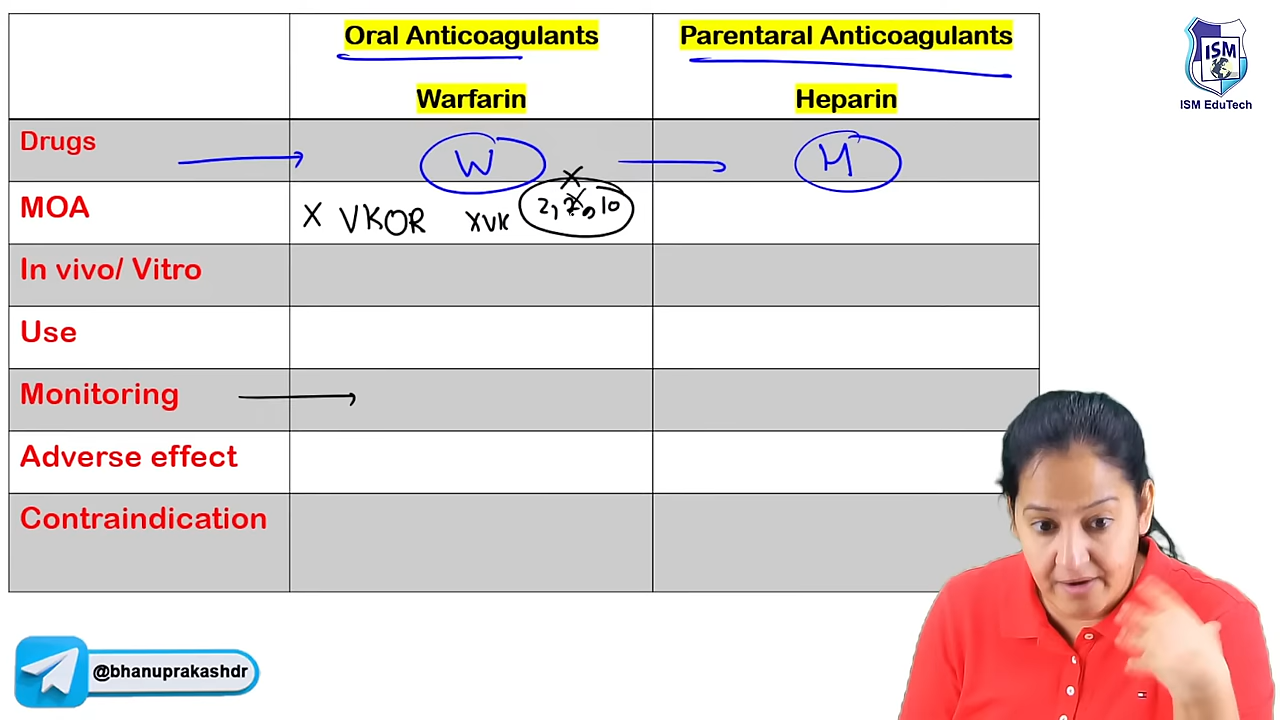 Oral Anticoagulants
Parentaral Anticoagulants
Warfarin
Heparin
ISM
ISM EduTech
Drugs
W
H
MOA
X VKOR XVK 2, 7, 10
X
In vivo/ Vitro
Use
Monitoring
Adverse effect
Contraindication
@bhanuprakashdr